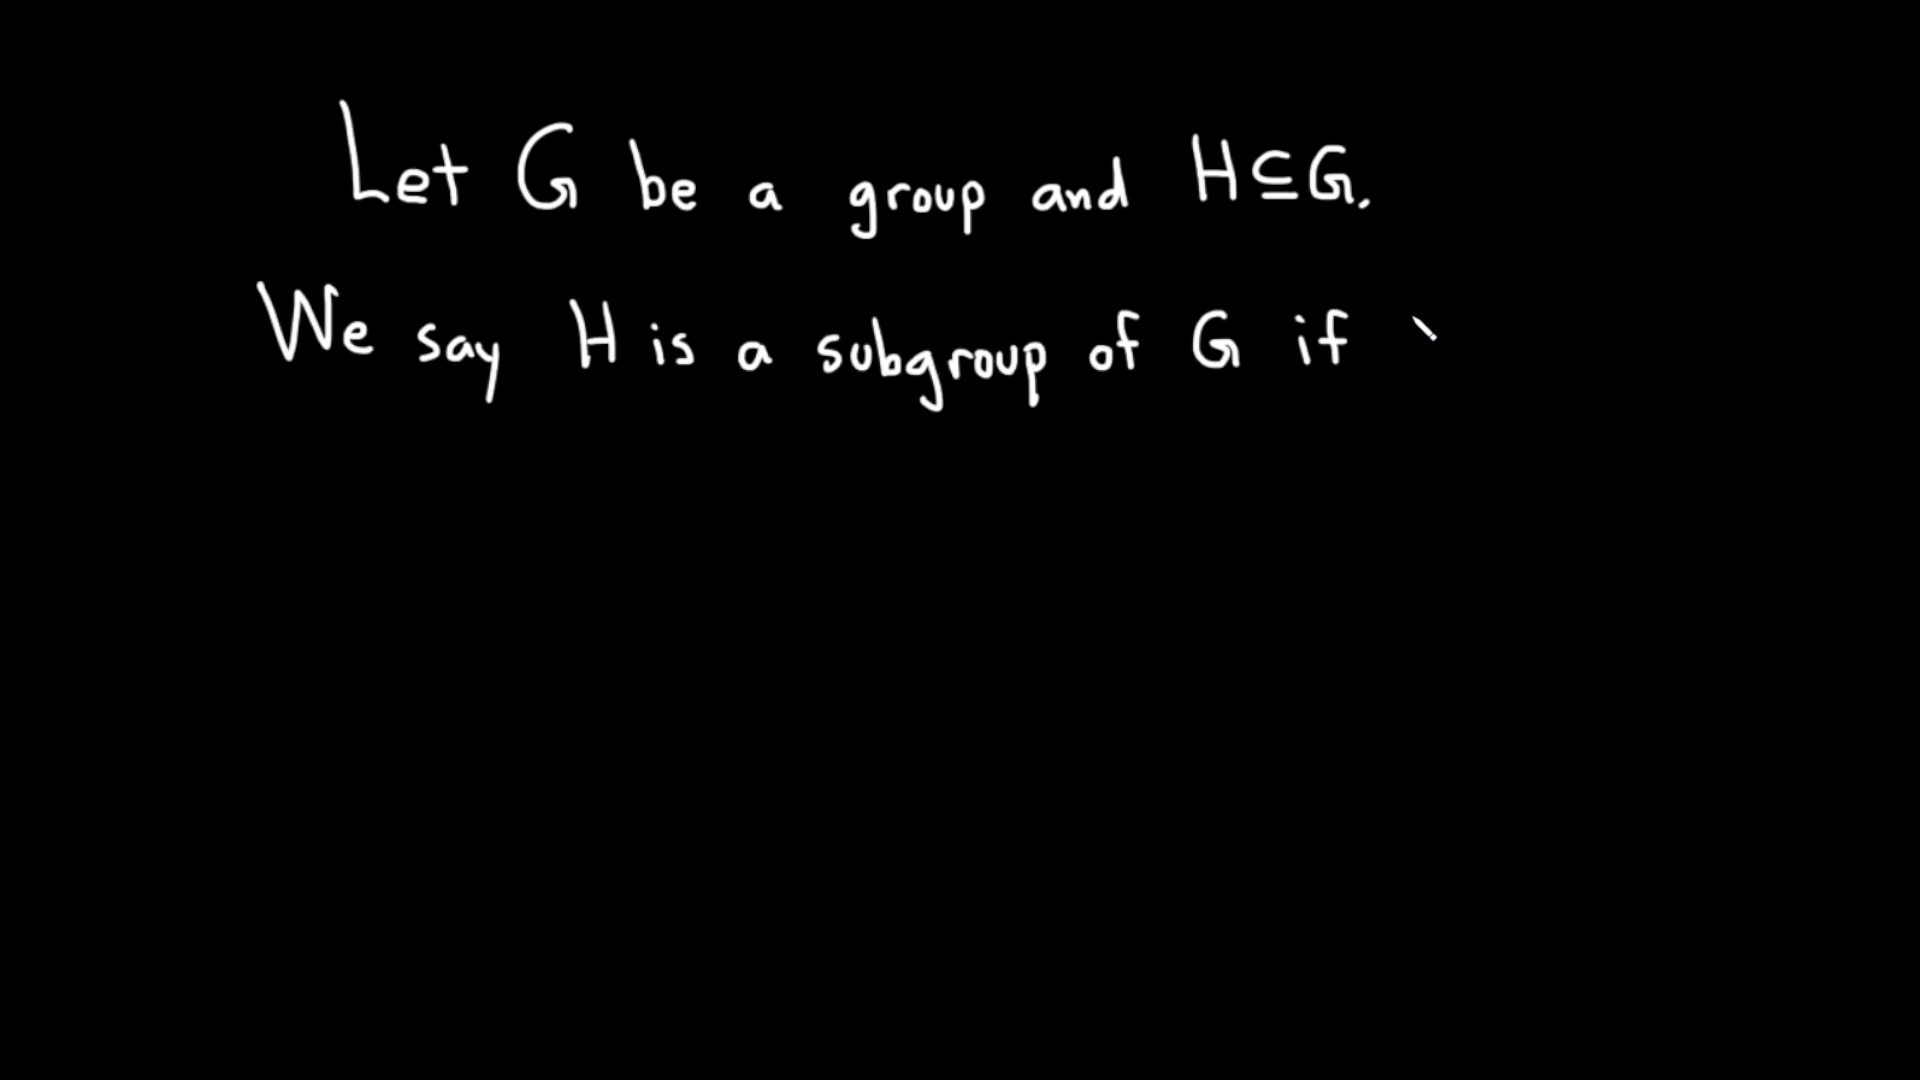 Let G be a group and H⊆G.
We say H is a subgroup of G if